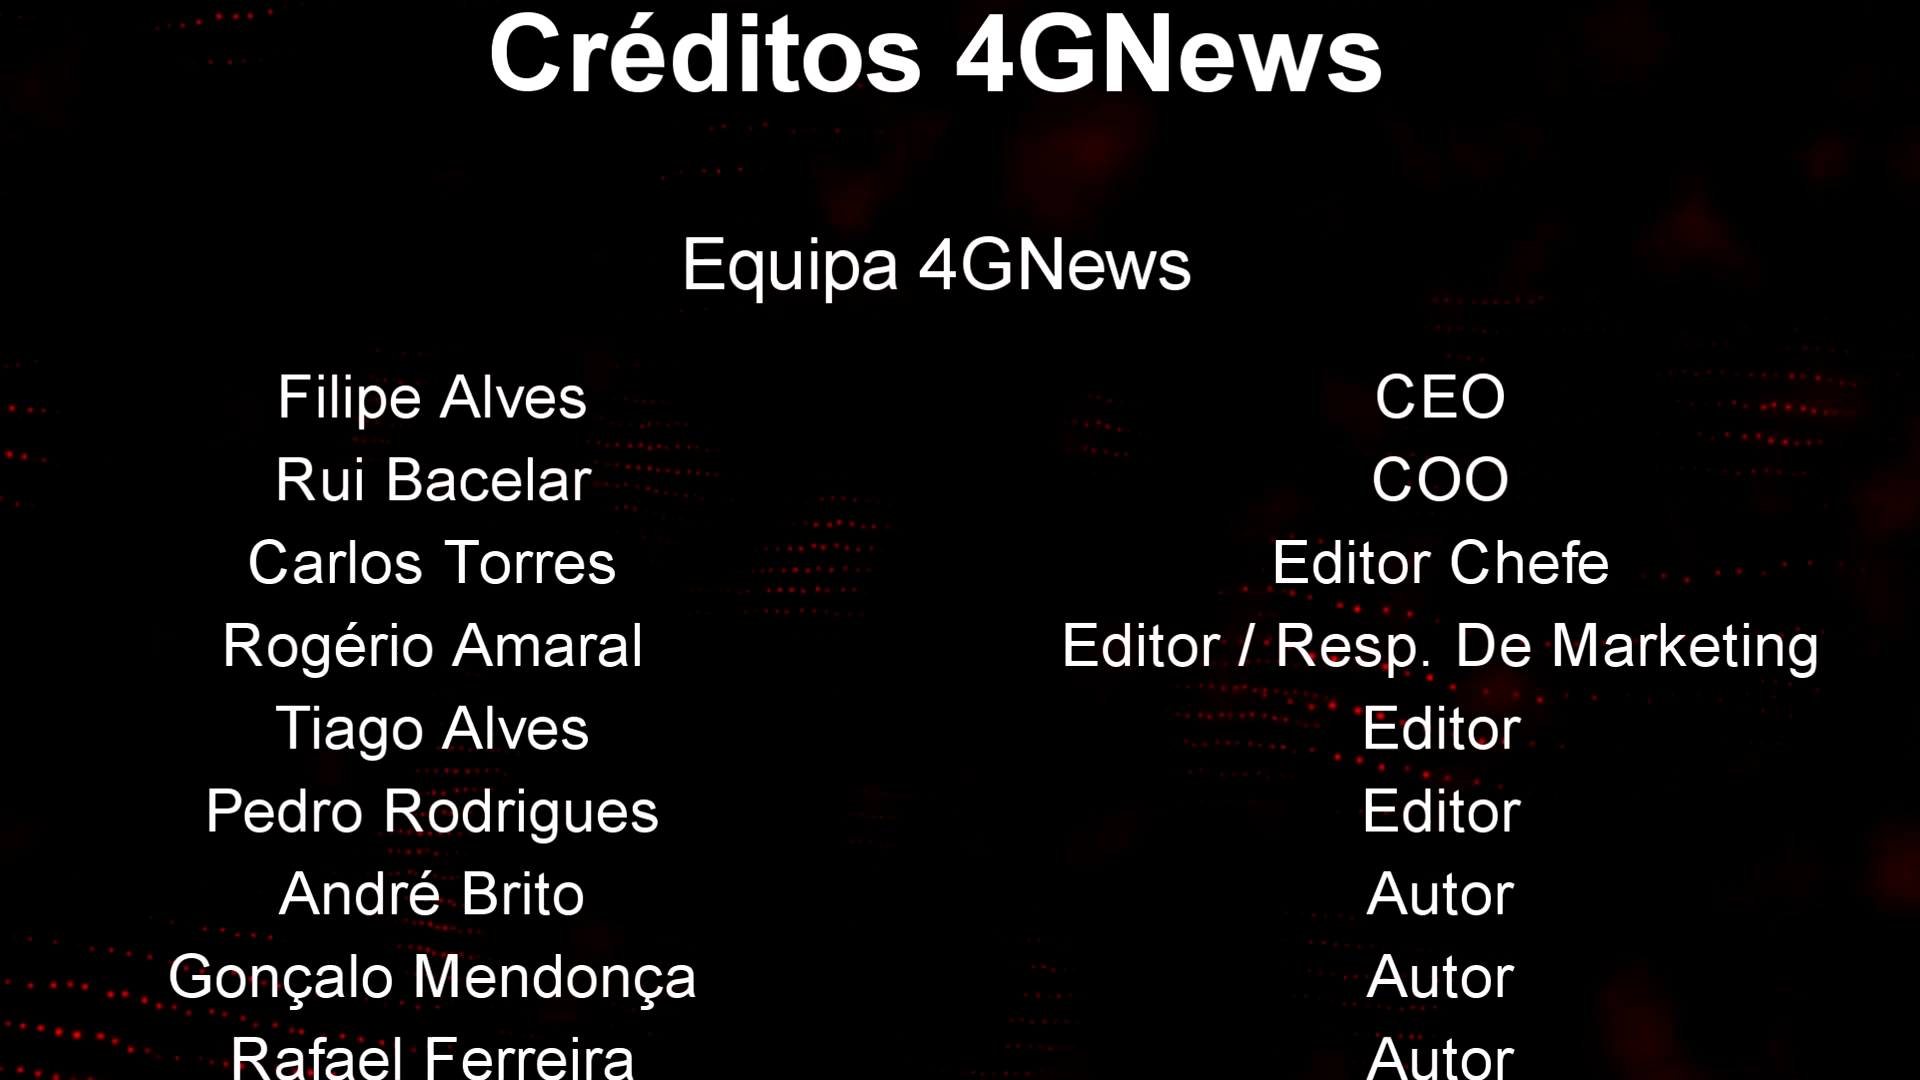 Créditos 4GNews
Equipa 4GNews
Filipe Alves CEO
Rui Bacelar COO
Carlos Torres Editor Chefe
Rogério Amaral Editor / Resp. De Marketing
Tiago Alves Editor
Pedro Rodrigues Editor
André Brito Autor
Gonçalo Mendonça Autor
Rafael Ferreira Autor